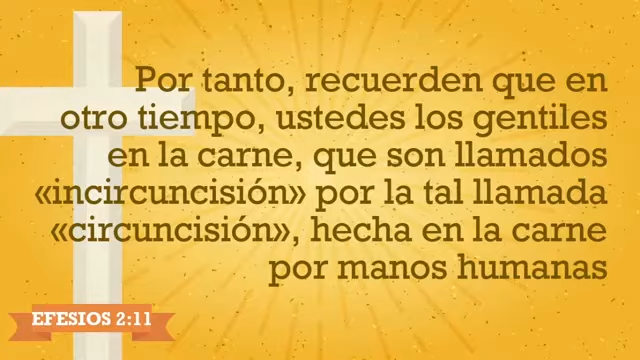 Por tanto, recuerden que en
otro tiempo, ustedes los gentiles
en la carne, que son llamados
«incircuncisión» por la tal llamada
«circuncisión», hecha en la carne
por manos humanas
EFESIOS 2:11